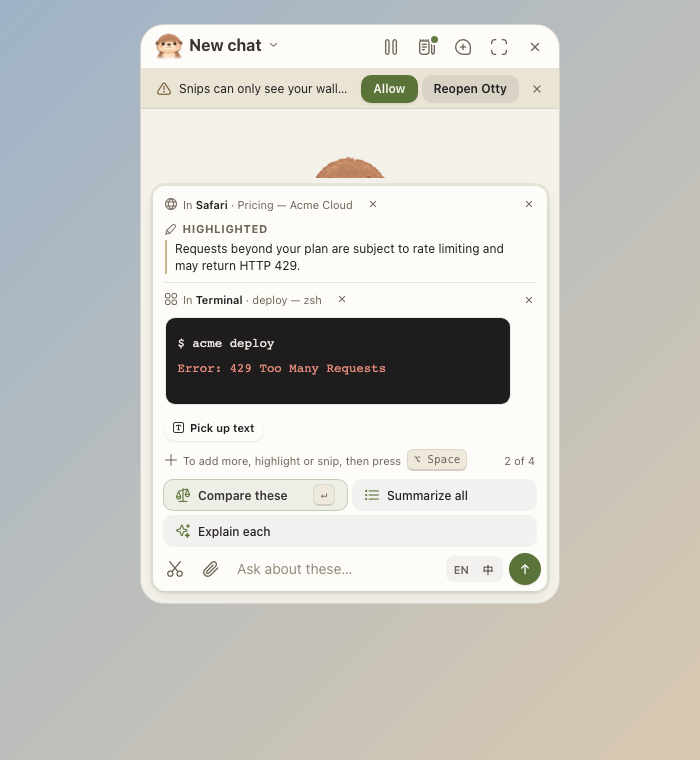 New chat
Snips can only see your wall...
Allow
Reopen Otty
In Safari · Pricing — Acme Cloud
HIGHLIGHTED
Requests beyond your plan are subject to rate limiting and
may return HTTP 429.
In Terminal · deploy — zsh
$ acme deploy
Error: 429 Too Many Requests
Pick up text
To add more, highlight or snip, then press ⌥ Space
2 of 4
Compare these ↵
Summarize all
Explain each
Ask about these...
EN 中